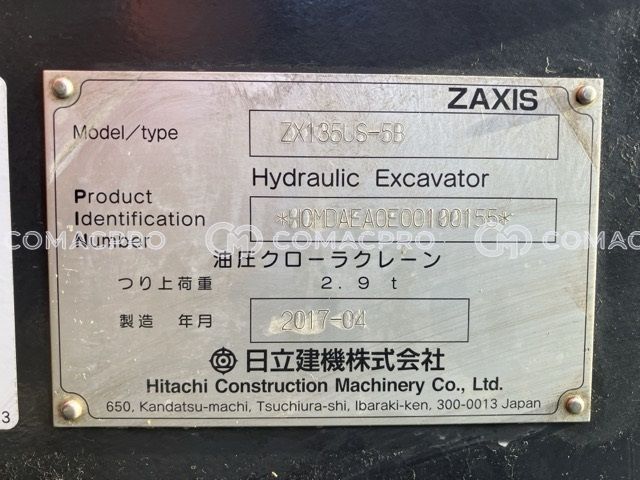 ZAXIS
Model/type ZX135US-5B
Hydraulic Excavator
Product
Identification
Number
*HCMDAEA0E00100155*
油圧クローラクレーン
つり上荷重 2.9 t
製造 年月 2017-04
日立建機株式会社
Hitachi Construction Machinery Co., Ltd.
650, Kandatsu-machi, Tsuchiura-shi, Ibaraki-ken, 300-0013 Japan
COMACPRO COMACPRO COMACPRO
3